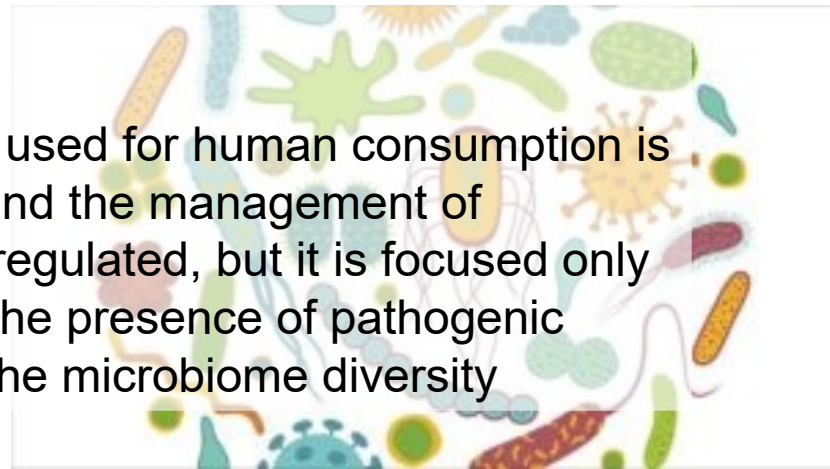 used for human consumption is
nd the management of
regulated, but it is focused only
he presence of pathogenic
he microbiome diversity